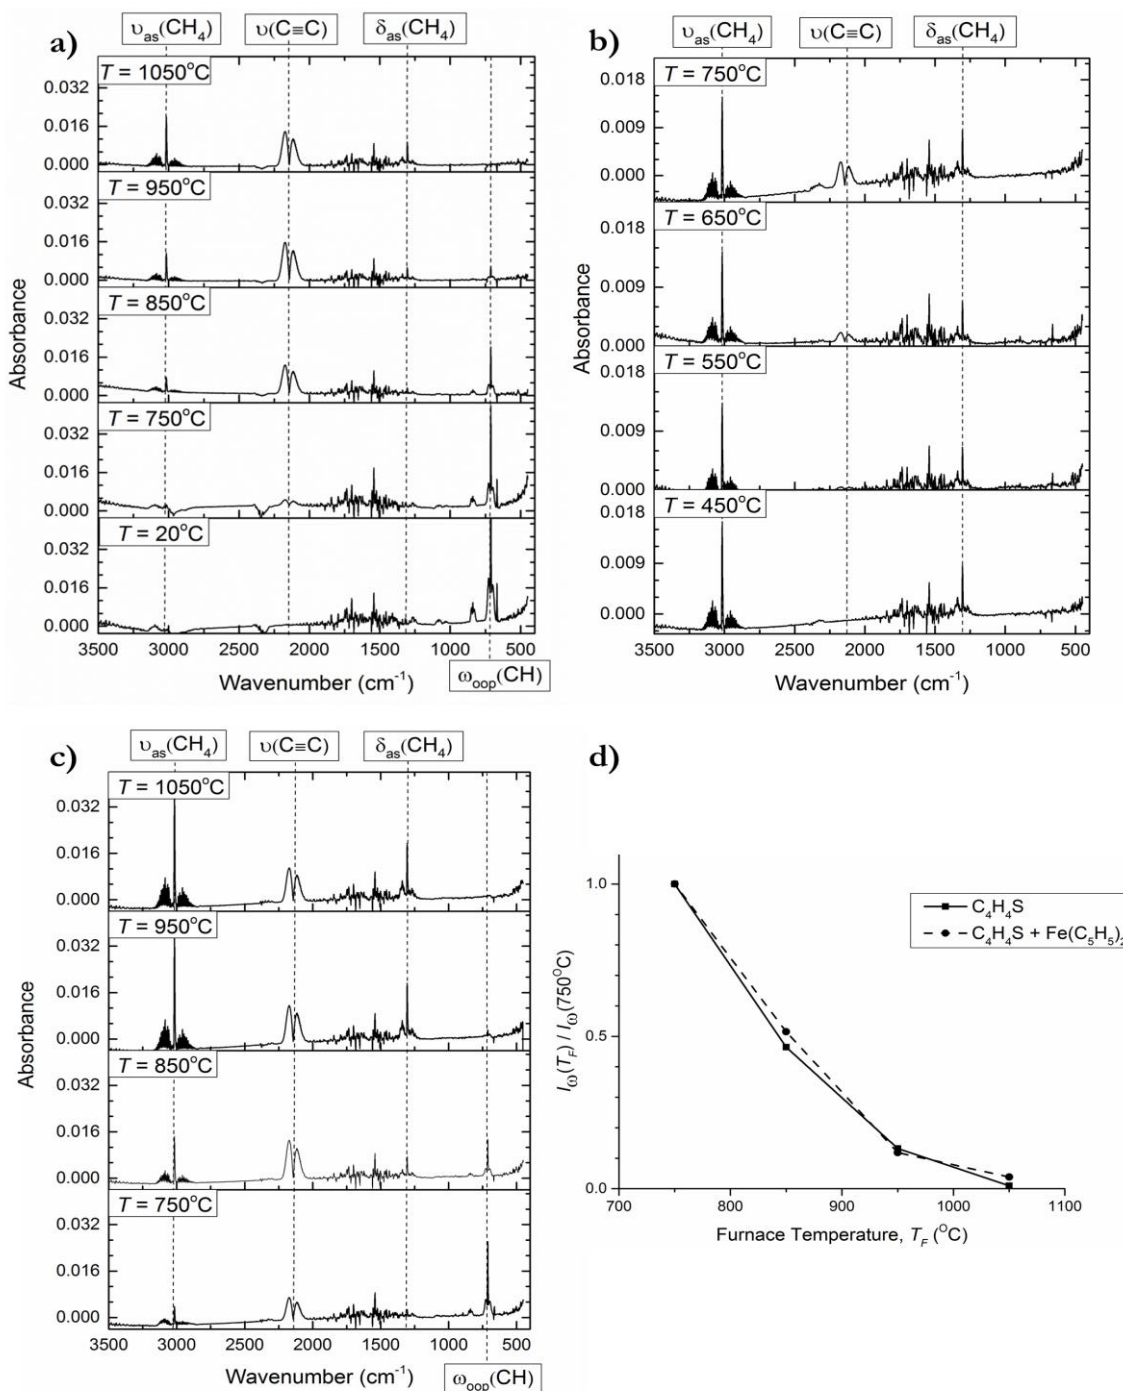 a)
υas(CH4)
υ(C≡C)
δas(CH4)
T = 1050°C
0.032
0.016
0.000
T = 950°C
0.032
0.016
0.000
T = 850°C
0.032
0.016
0.000
T = 750°C
0.032
0.016
0.000
T = 20°C
0.032
0.016
0.000
Absorbance
3500 3000 2500 2000 1500 1000 500
Wavenumber (cm⁻¹)
ωoop(CH)
b)
υas(CH4)
υ(C≡C)
δas(CH4)
T = 750°C
0.018
0.009
0.000
T = 650°C
0.018
0.009
0.000
T = 550°C
0.018
0.009
0.000
T = 450°C
0.018
0.009
0.000
Absorbance
3500 3000 2500 2000 1500 1000 500
Wavenumber (cm⁻¹)
c)
υas(CH4)
υ(C≡C)
δas(CH4)
T = 1050°C
0.032
0.016
0.000
T = 950°C
0.032
0.016
0.000
T = 850°C
0.032
0.016
0.000
T = 750°C
0.032
0.016
0.000
Absorbance
3500 3000 2500 2000 1500 1000 500
Wavenumber (cm⁻¹)
ωoop(CH)
d)
1.0
0.5
0.0
Iω(TF) / Iω(750°C)
C4H4S
C4H4S + Fe(C5H5)2
700 800 900 1000 1100
Furnace Temperature, TF (°C)